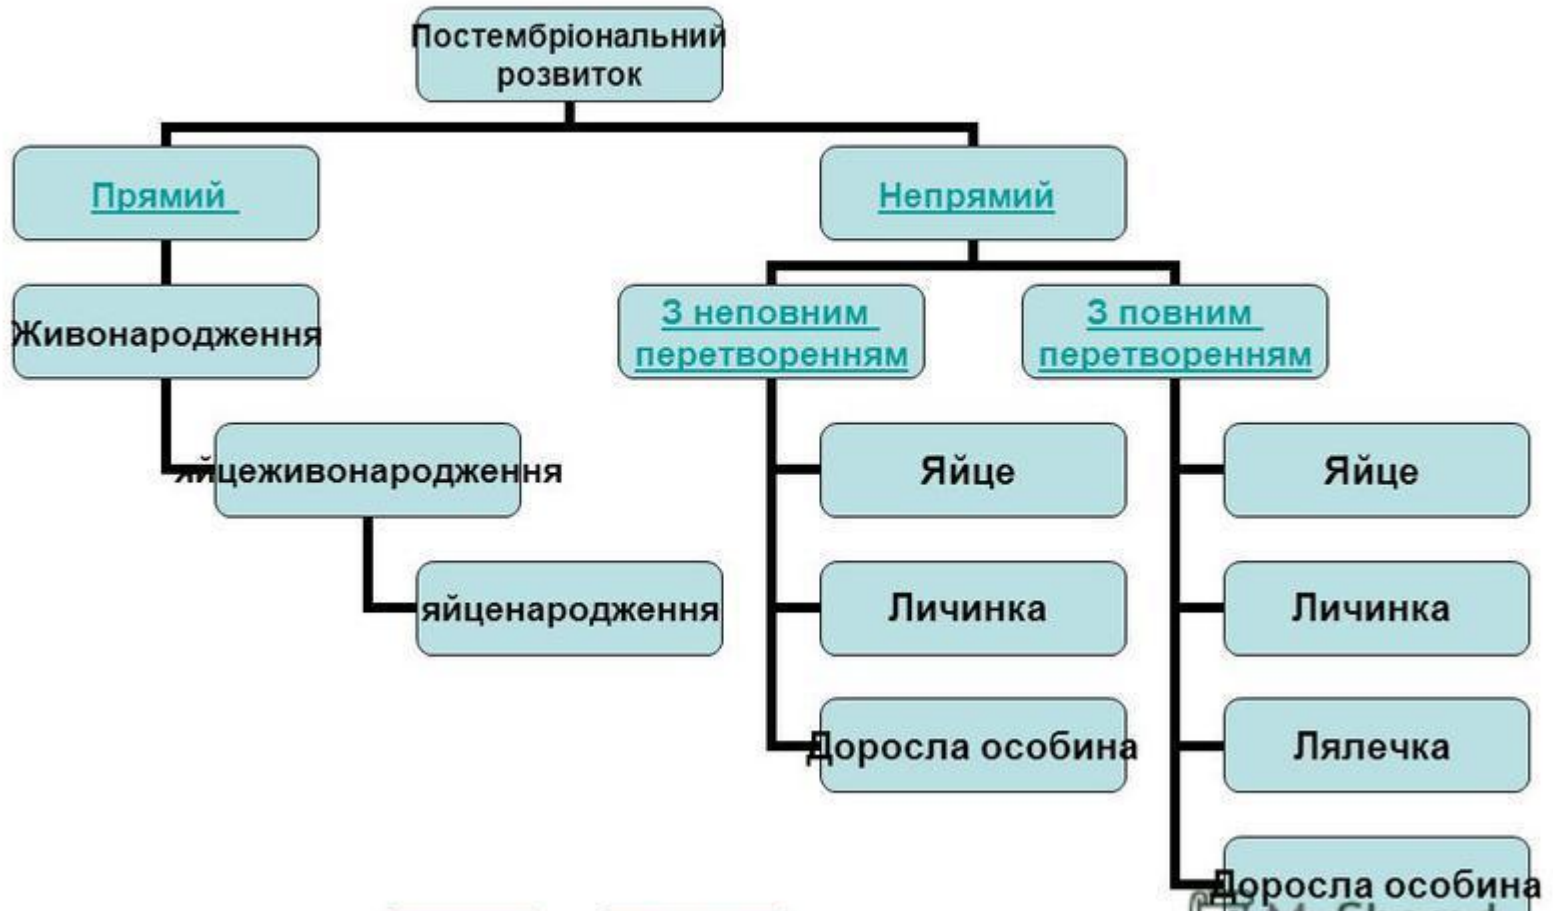 Постембріональний
розвиток
Прямий
Непрямий
Живонародження
З неповним
перетворенням
З повним
перетворенням
яйцеживонародження
Яйце
Яйце
яйценародження
Личинка
Личинка
Доросла особина
Лялечка
Доросла особина